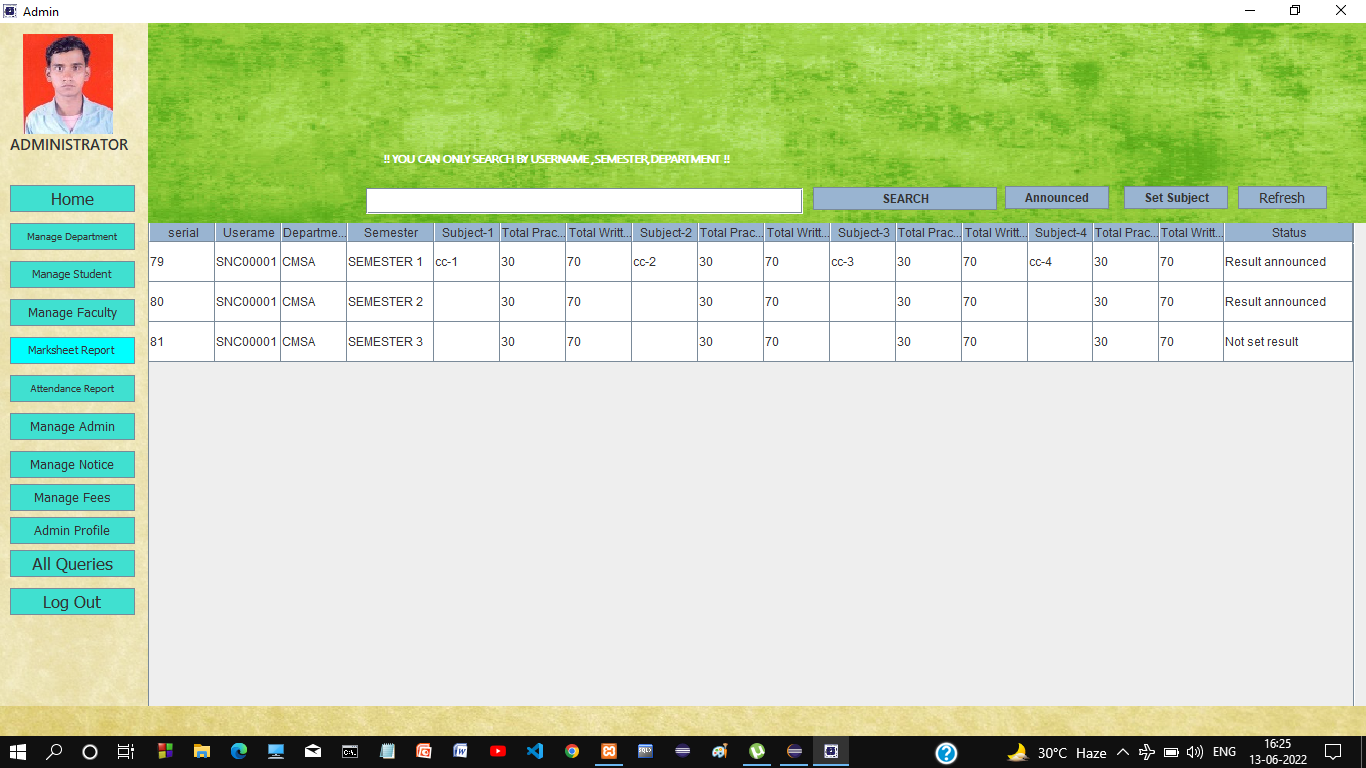 Admin
ADMINISTRATOR
!! YOU CAN ONLY SEARCH BY USERNAME ,SEMESTER,DEPARTMENT !!
SEARCH Announced Set Subject Refresh
Home
Manage Department
Manage Student
Manage Faculty
Marksheet Report
Attendance Report
Manage Admin
Manage Notice
Manage Fees
Admin Profile
All Queries
Log Out
serial Userame Departme... Semester Subject-1 Total Prac... Total Writt... Subject-2 Total Prac... Total Writt... Subject-3 Total Prac... Total Writt... Subject-4 Total Prac... Total Writt... Status
79 SNC00001 CMSA SEMESTER 1 cc-1 30 70 cc-2 30 70 cc-3 30 70 cc-4 30 70 Result announced
80 SNC00001 CMSA SEMESTER 2 30 70 30 70 30 70 30 70 Result announced
81 SNC00001 CMSA SEMESTER 3 30 70 30 70 30 70 30 70 Not set result
30°C Haze ENG 16:25
13-06-2022